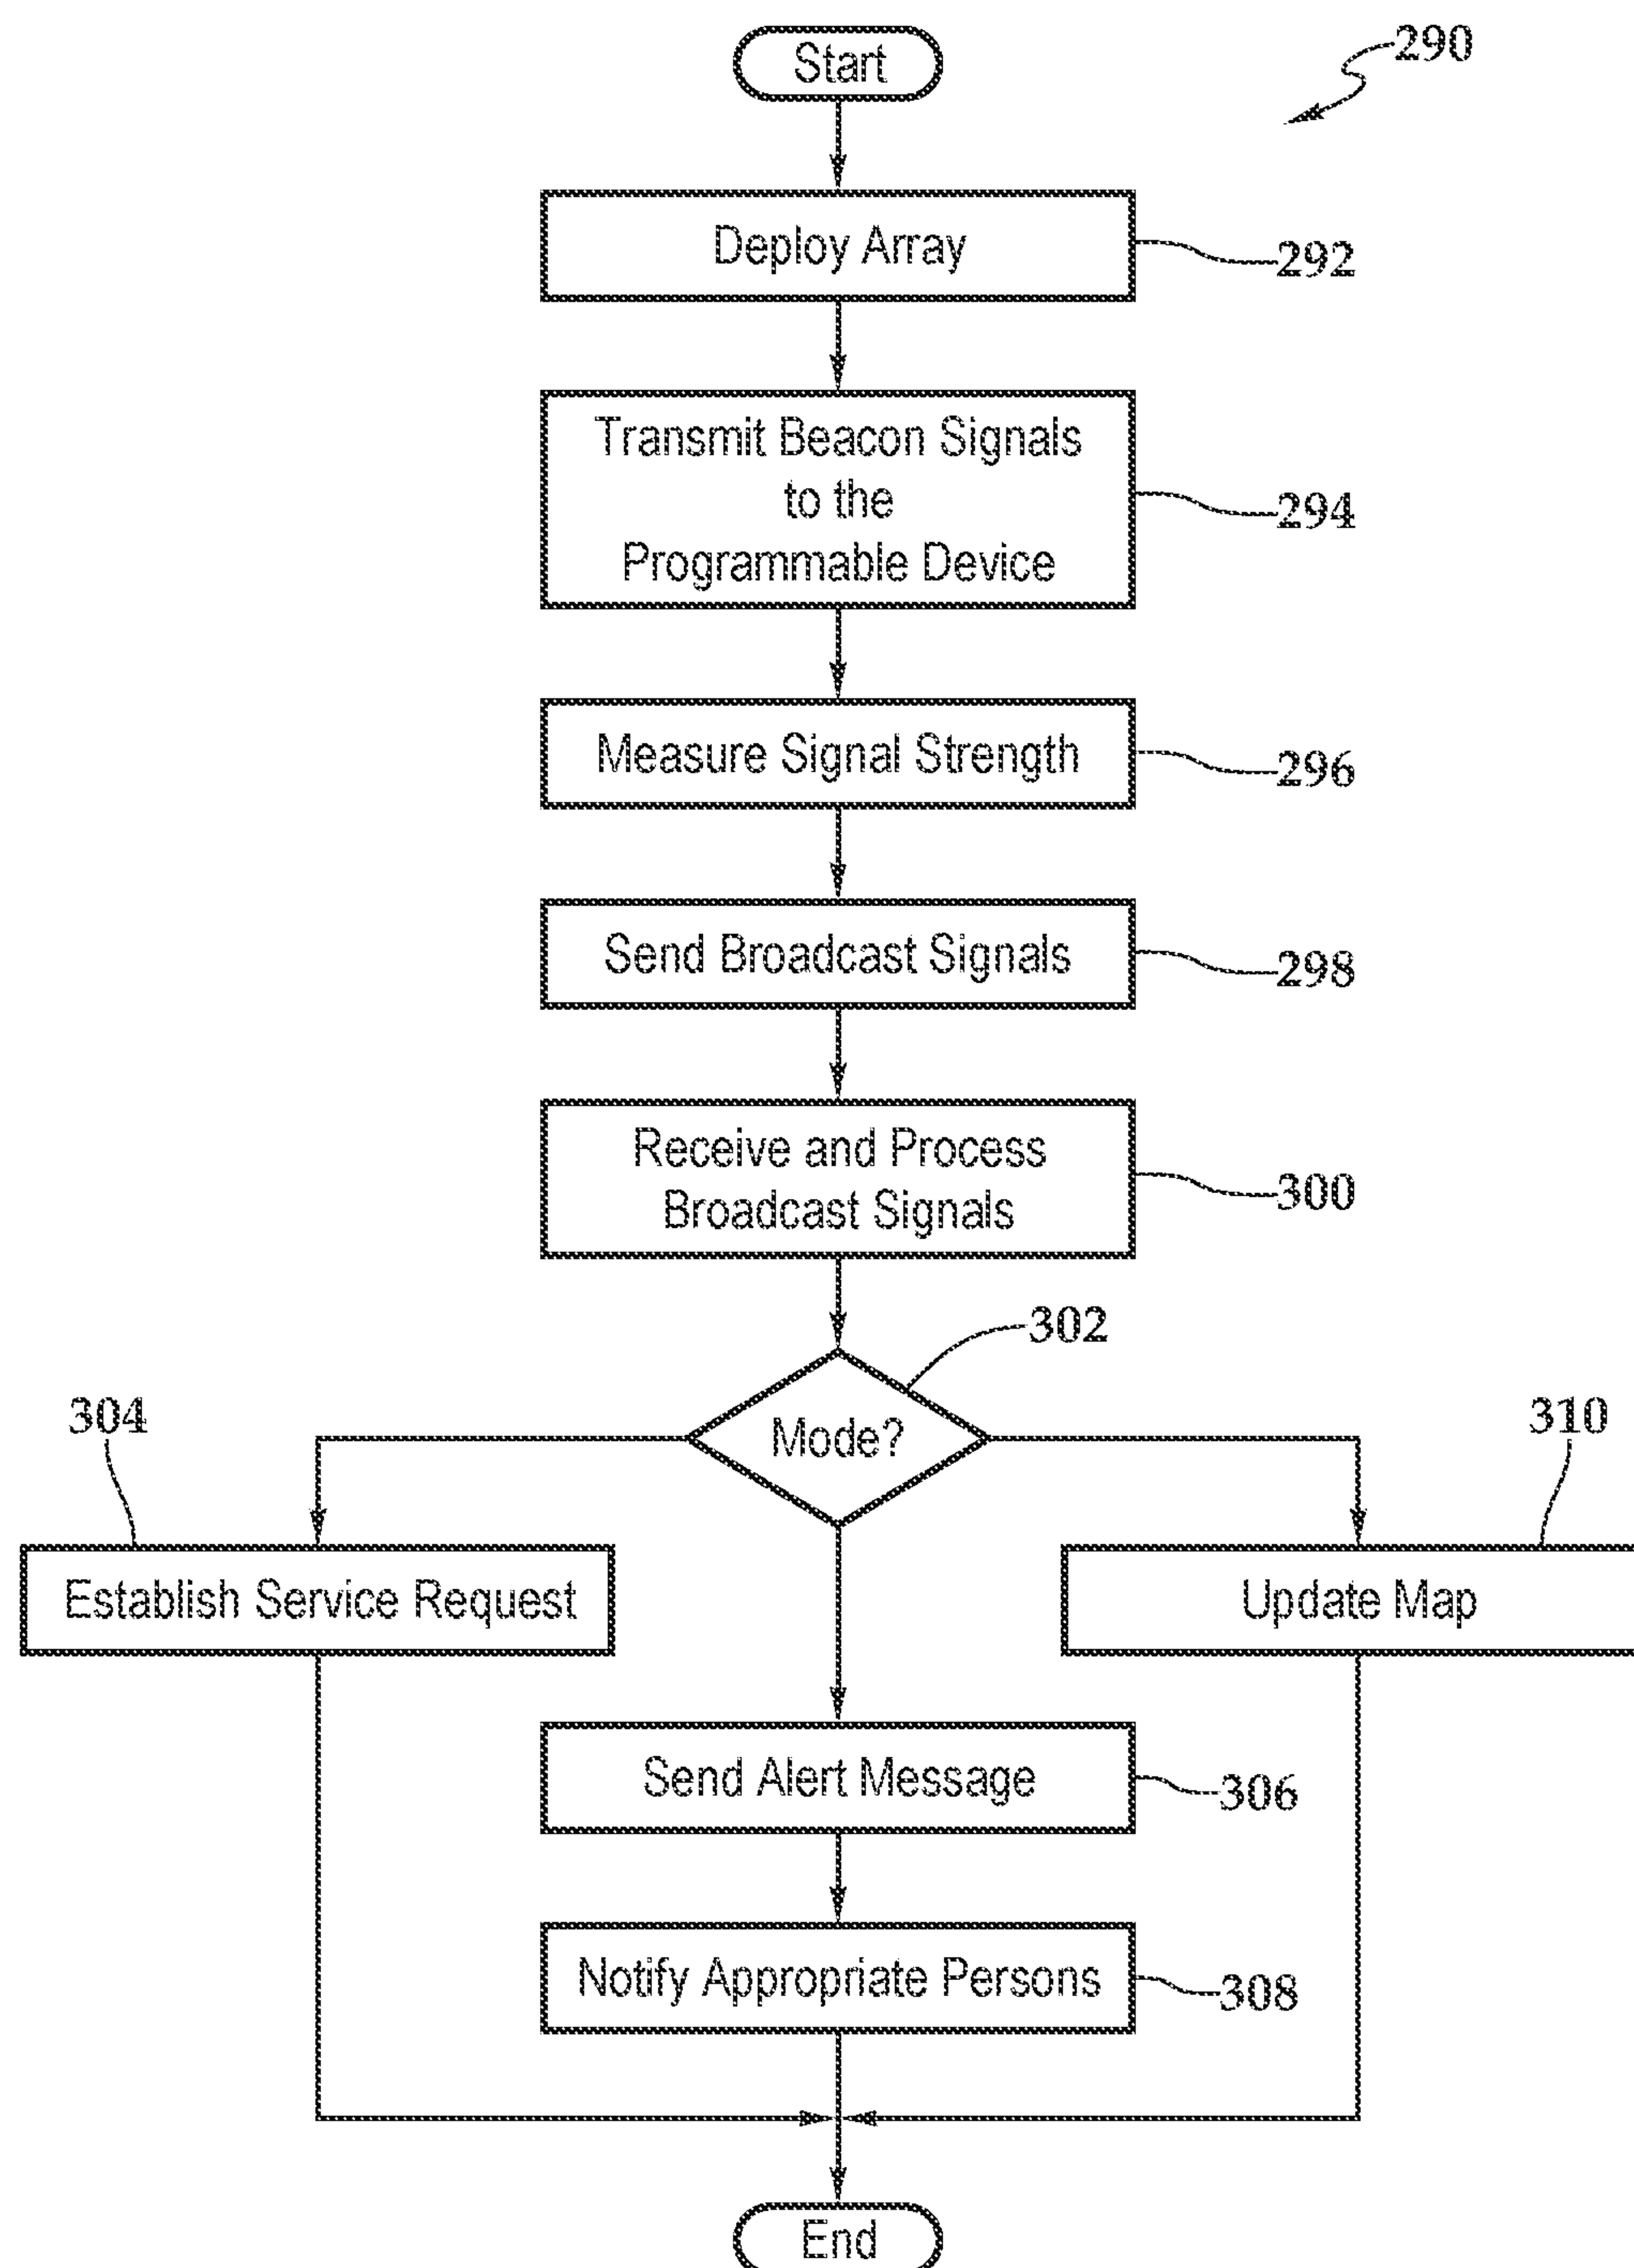 Start
290
Deploy Array
292
Transmit Beacon Signals
to the
Programmable Device
294
Measure Signal Strength
296
Send Broadcast Signals
298
Receive and Process
Broadcast Signals
300
302
Mode?
304
310
Establish Service Request
Update Map
Send Alert Message
306
Notify Appropriate Persons
308
End